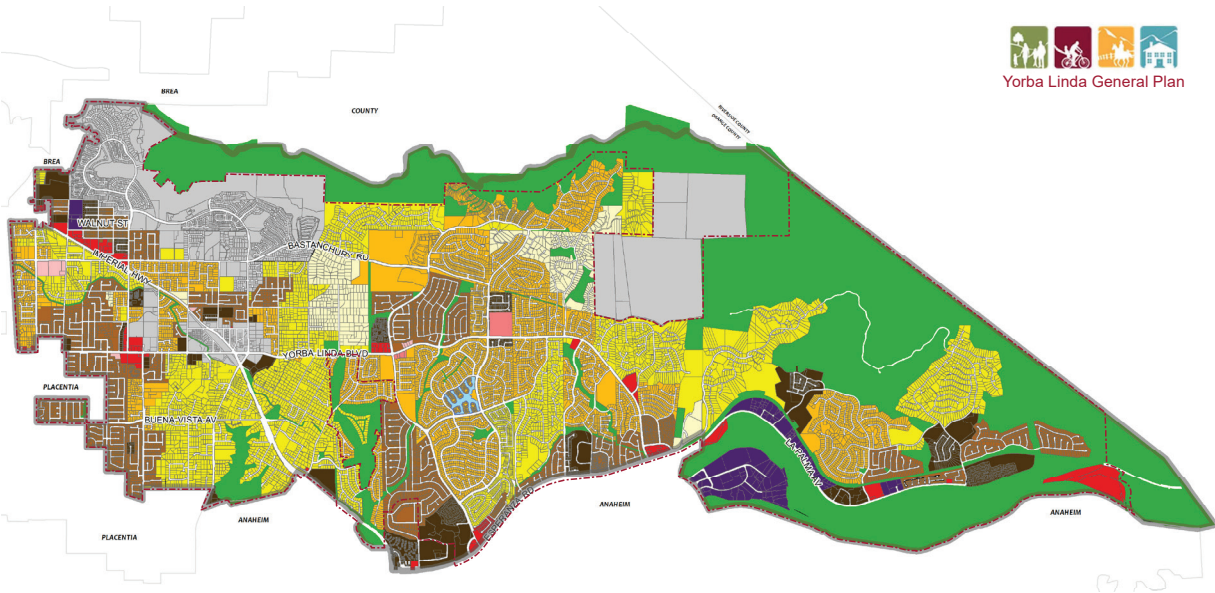 Yorba Linda General Plan
BREA
COUNTY
RIVERSIDE COUNTY
ORANGE COUNTY
BREA
WALNUT ST
BASTANCHURY RD
IMPERIAL HWY
YORBA LINDA BLVD
PLACENTIA
BUENA VISTA AV
LA PALMA AV
ANAHEIM
ANAHEIM
ANAHEIM
PLACENTIA